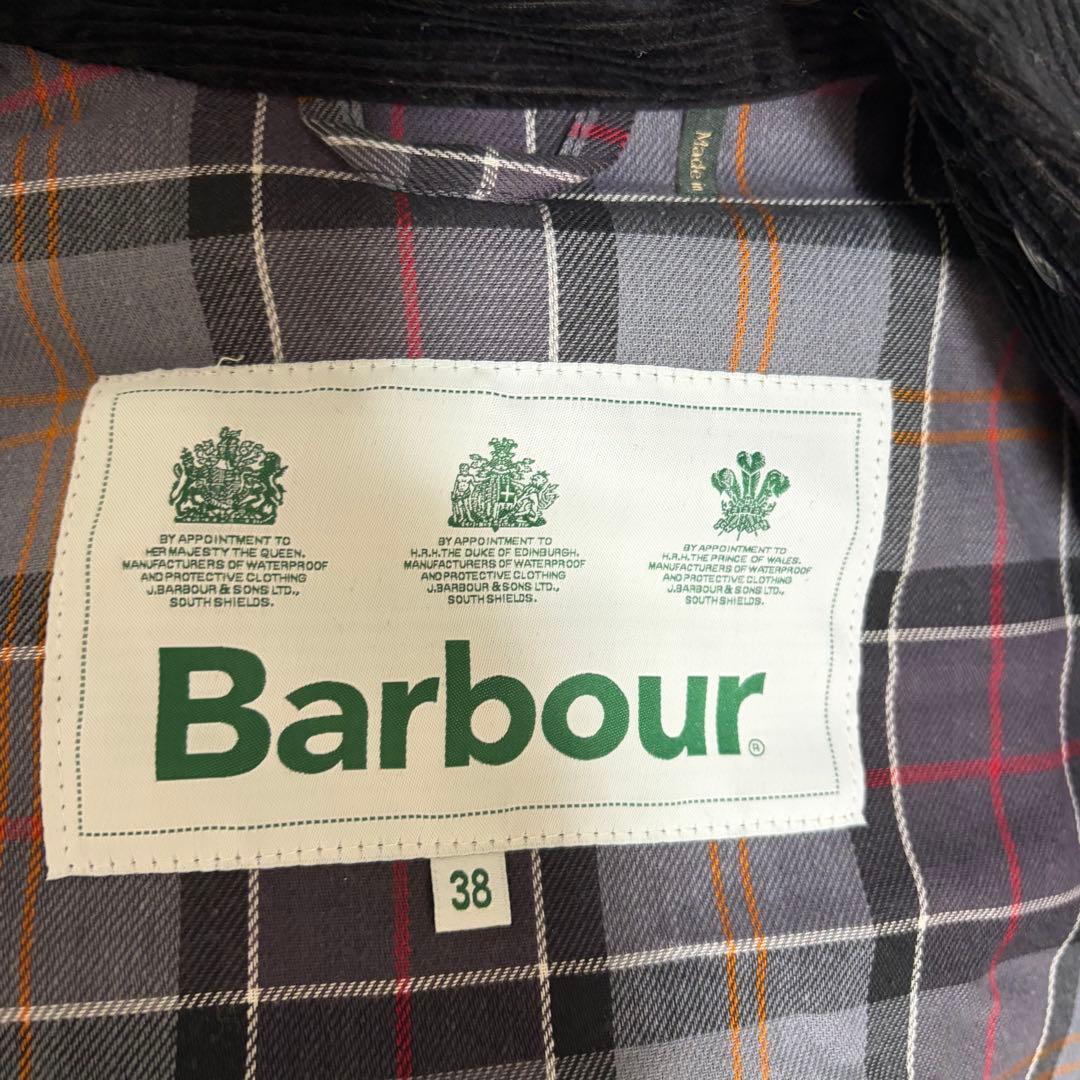 Made in
BY APPOINTMENT TO
HER MAJESTY THE QUEEN.
MANUFACTURERS OF WATERPROOF
AND PROTECTIVE CLOTHING
J.BARBOUR & SONS LTD.,
SOUTH SHIELDS.
BY APPOINTMENT TO
H.R.H.THE DUKE OF EDINBURGH.
MANUFACTURERS OF WATERPROOF
AND PROTECTIVE CLOTHING
J.BARBOUR & SONS LTD.,
SOUTH SHIELDS.
BY APPOINTMENT TO
H.R.H.THE PRINCE OF WALES.
MANUFACTURERS OF WATERPROOF
AND PROTECTIVE CLOTHING
J.BARBOUR & SONS LTD.,
SOUTH SHIELDS.
Barbour®
38